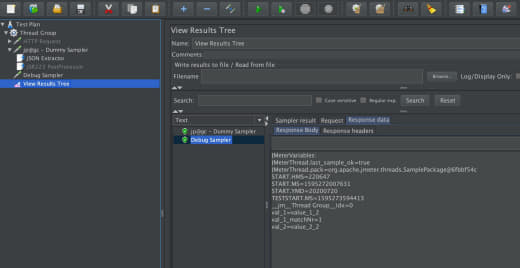 Test Plan
Thread Group
HTTP Request
jp@gc - Dummy Sampler
JSON Extractor
JSR223 PostProcessor
Debug Sampler
View Results Tree
View Results Tree
Name: View Results Tree
Comments:
Write results to file / Read from file
Filename Browse... Log/Display Only:
Search: Case sensitive Regular exp. Search Reset
Text
jp@gc - Dummy Sampler
Debug Sampler
Sampler result Request Response data
Response Body Response headers
JMeterVariables:
JMeterThread.last_sample_ok=true
JMeterThread.pack=org.apache.jmeter.threads.SamplePackage@6fbbf54c
START.HMS=220647
START.MS=1595272007631
START.YMD=20200720
TESTSTART.MS=1595273594413
__jm__Thread Group__idx=0
val_1=value_1_2
val_1_matchNr=1
val_2=value_2_2